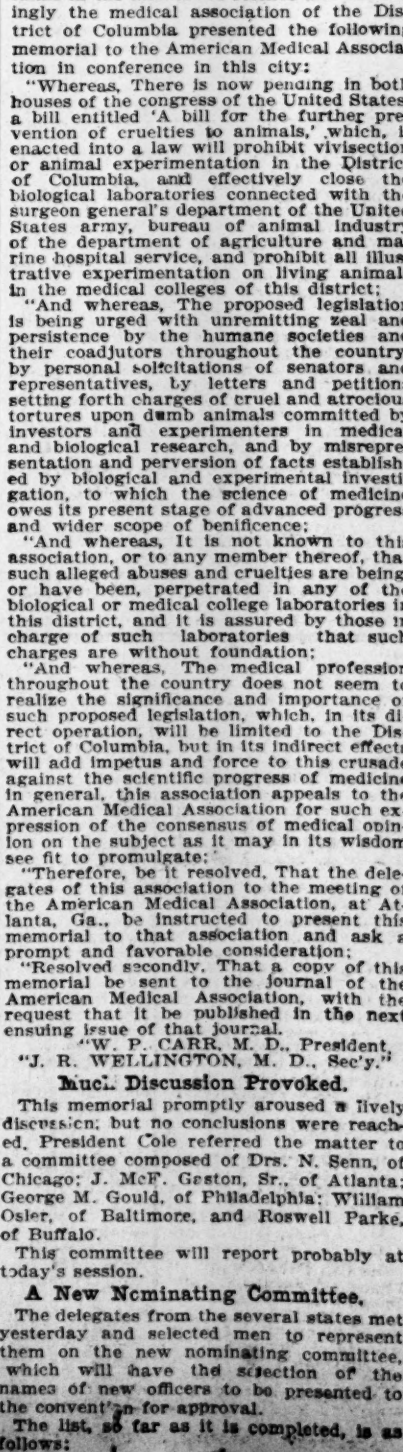 ingly the medical association of the Dis
trict of Columbia presented the followin
memorial to the American Medical Associa
tion in conference in this city:
"Whereas, There is now pending in both
houses of the congress of the United States
a bill entitled 'A bill for the further pre
vention of cruelties to animals,' which, i
enacted into a law will prohibit vivisection
or animal experimentation in the Distric
of Columbia, and effectively close the
biological laboratories connected with the
surgeon general's department of the United
States army, bureau of animal industry
of the department of agriculture and ma
rine hospital service, and prohibit all illus
trative experimentation on living animal
in the medical colleges of this district;
"And whereas, The proposed legislation
is being urged with unremitting zeal and
persistence by the humane societies and
their coadjutors throughout the country
by personal solfcitations of senators and
representatives, by letters and petition
setting forth charges of cruel and atrociou
tortures upon dumb animals committed by
investors and experimenters in medica
and biological research, and by misrepre
sentation and perversion of facts establish
ed by biological and experimental investi
gation, to which the science of medicine
owes its present stage of advanced progres
and wider scope of benificence;
"And whereas, It is not known to this
association, or to any member thereof, tha
such alleged abuses and cruelties are being
or have been, perpetrated in any of the
biological or medical college laboratories in
this district, and it is assured by those in
charge of such laboratories that such
charges are without foundation;
"And whereas, The medical profession
throughout the country does not seem to
realize the significance and importance o
such proposed legislation, which, in its di
rect operation, will be limited to the Dis
trict of Columbia, but in its indirect effects
will add impetus and force to this crusade
against the scientific progress of medicine
in general, this association appeals to the
American Medical Association for such ex
pression of the consensus of medical opin
ion on the subject as it may in its wisdom
see fit to promulgate;
"Therefore, be it resolved, That the dele
gates of this association to the meeting of
the American Medical Association, at At
lanta, Ga., be instructed to present this
memorial to that association and ask a
prompt and favorable consideration;
"Resolved secondly, That a copy of this
memorial be sent to the journal of the
American Medical Association, with the
request that it be published in the next
ensuing issue of that journal.
"W. P. CARR, M. D., President,
"J. R. WELLINGTON, M. D., Sec'y."
Much Discussion Provoked.
This memorial promptly aroused a lively
discussion; but no conclusions were reach-
ed. President Cole referred the matter to
a committee composed of Drs. N. Senn, of
Chicago; J. McF. Gaston, Sr., of Atlanta;
George M. Gould, of Philadelphia; William
Osler, of Baltimore, and Roswell Parke,
of Buffalo.
This committee will report probably at
today's session.
A New Nominating Committee.
The delegates from the several states met
yesterday and selected men to represent
them on the new nominating committee,
which will have the selection of the
names of new officers to be presented to
the convent'on for approval.
The list, so far as it is completed, is as
follows: